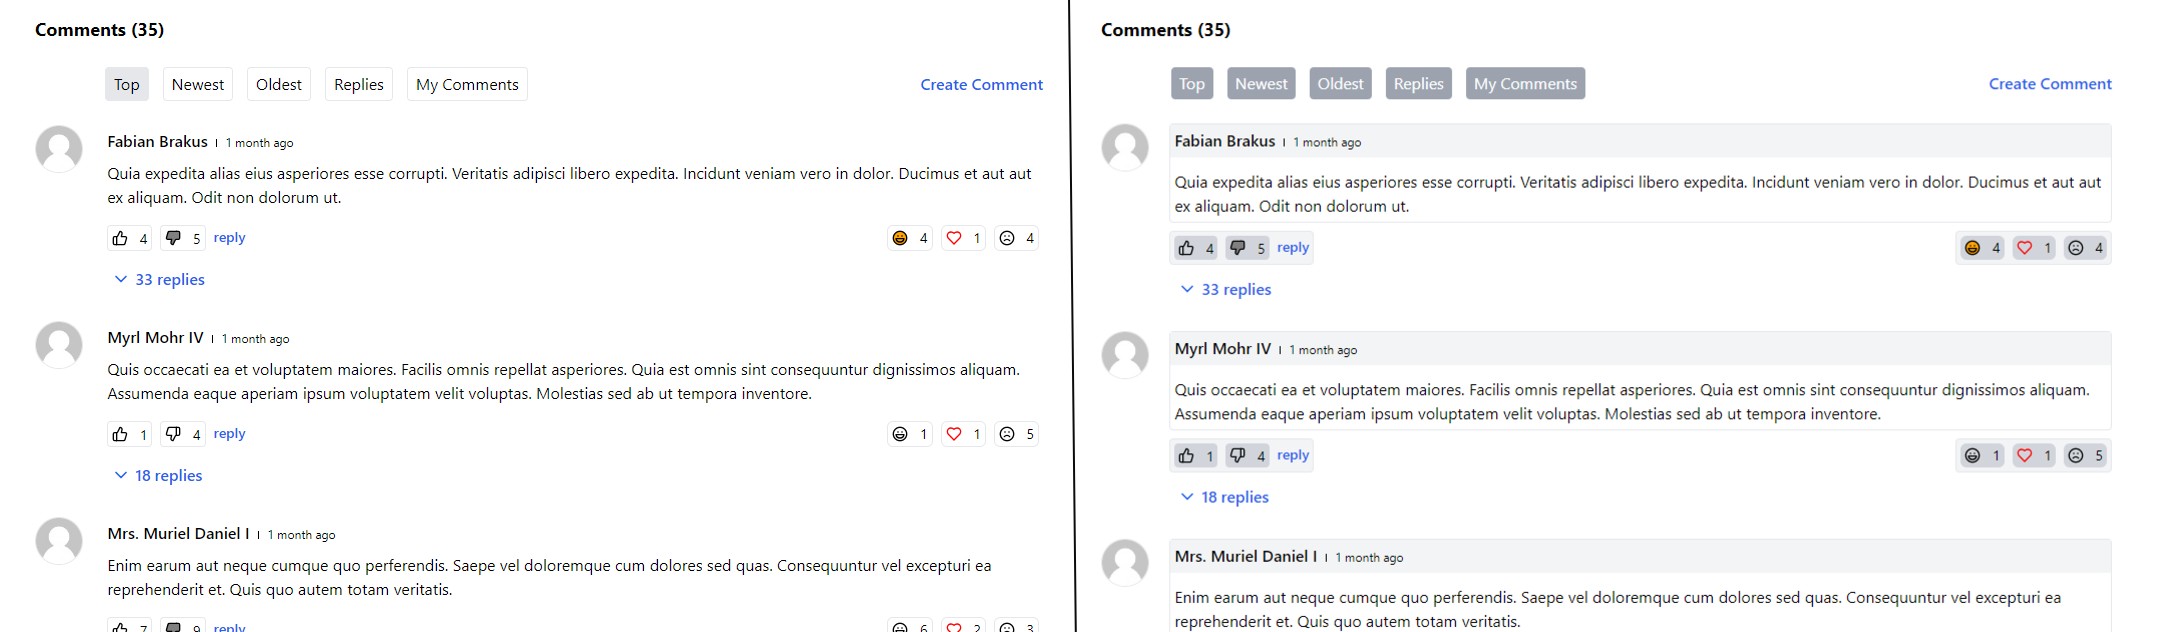 Comments (35)
Top Newest Oldest Replies My Comments Create Comment
Fabian Brakus | 1 month ago
Quia expedita alias eius asperiores esse corrupti. Veritatis adipisci libero expedita. Incidunt veniam vero in dolor. Ducimus et aut aut
ex aliquam. Odit non dolorum ut.
4 5 reply 4 1 4
33 replies
Myrl Mohr IV | 1 month ago
Quis occaecati ea et voluptatem maiores. Facilis omnis repellat asperiores. Quia est omnis sint consequuntur dignissimos aliquam.
Assumenda eaque aperiam ipsum voluptatem velit voluptas. Molestias sed ab ut tempora inventore.
1 4 reply 1 1 5
18 replies
Mrs. Muriel Daniel I | 1 month ago
Enim earum aut neque cumque quo perferendis. Saepe vel doloremque cum dolores sed quas. Consequuntur vel excepturi ea
reprehenderit et. Quis quo autem totam veritatis.
7 9 reply 6 2 3
Comments (35)
Top Newest Oldest Replies My Comments Create Comment
Fabian Brakus | 1 month ago
Quia expedita alias eius asperiores esse corrupti. Veritatis adipisci libero expedita. Incidunt veniam vero in dolor. Ducimus et aut aut
ex aliquam. Odit non dolorum ut.
4 5 reply 4 1 4
33 replies
Myrl Mohr IV | 1 month ago
Quis occaecati ea et voluptatem maiores. Facilis omnis repellat asperiores. Quia est omnis sint consequuntur dignissimos aliquam.
Assumenda eaque aperiam ipsum voluptatem velit voluptas. Molestias sed ab ut tempora inventore.
1 4 reply 1 1 5
18 replies
Mrs. Muriel Daniel I | 1 month ago
Enim earum aut neque cumque quo perferendis. Saepe vel doloremque cum dolores sed quas. Consequuntur vel excepturi ea
reprehenderit et. Quis quo autem totam veritatis.